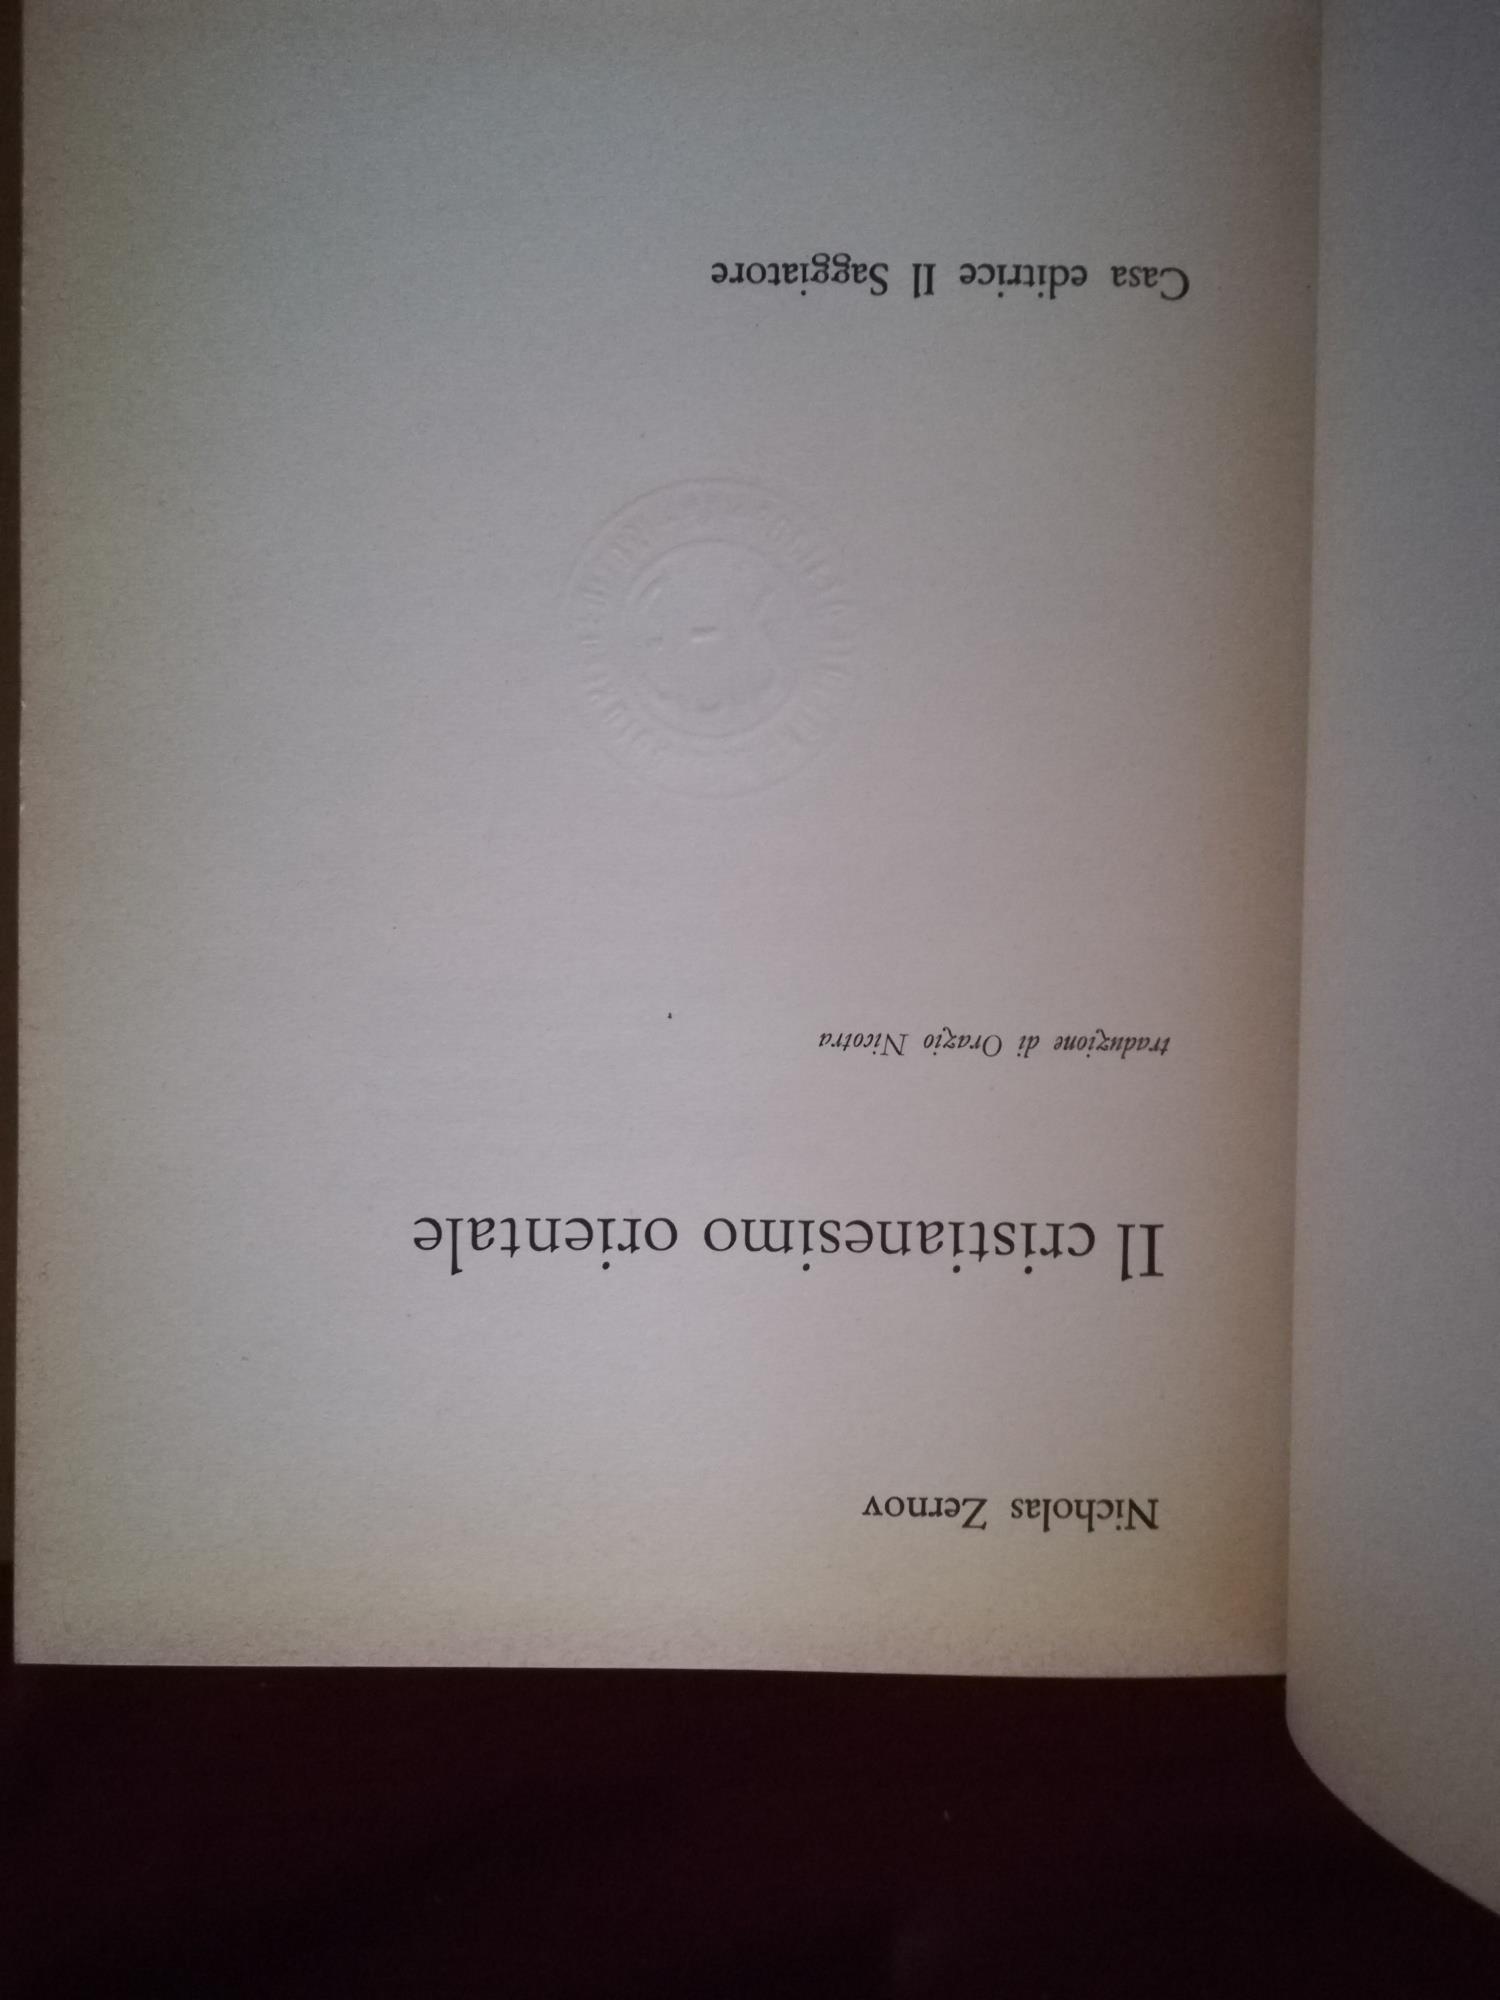 Nicholas Zernov
Il cristianesimo orientale
traduzione di Orazio Nicotra
Casa editrice Il Saggiatore